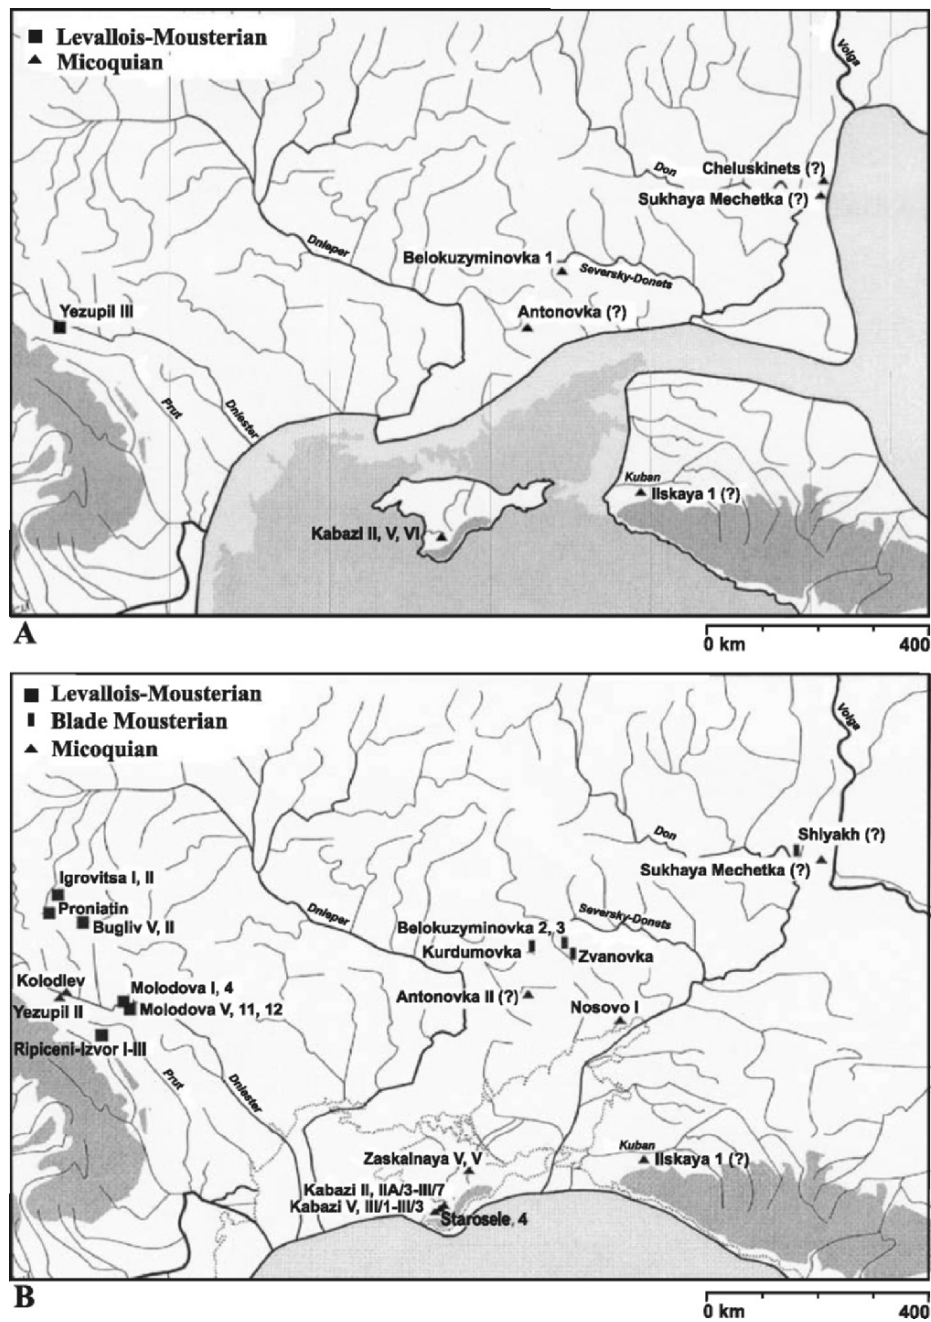 Levallois-Mousterian
Micoquian
Volga
Don
Cheluskinets (?)
Sukhaya Mechetka (?)
Dnieper
Belokuzyminovka 1
Seversky-Donets
Yezupil III
Antonovka (?)
Prut
Dniester
Kuban
Ilskaya 1 (?)
Kabazi II, V, VI
A
0 km 400
Levallois-Mousterian
Blade Mousterian
Micoquian
Volga
Don
Shlyakh (?)
Sukhaya Mechetka (?)
Igrovitsa I, II
Proniatin
Bugliv V, II
Dnieper
Seversky-Donets
Belokuzyminovka 2, 3
Kurdumovka
Zvanovka
Kolodiev
Yezupil II
Molodova I, 4
Molodova V, 11, 12
Antonovka II (?)
Nosovo I
Ripiceni-Izvor I-III
Prut
Dniester
Kuban
Ilskaya 1 (?)
Zaskalnaya V, V
Kabazi II, IIA/3-III/7
Kabazi V, III/1-III/3
Starosele, 4
B
0 km 400